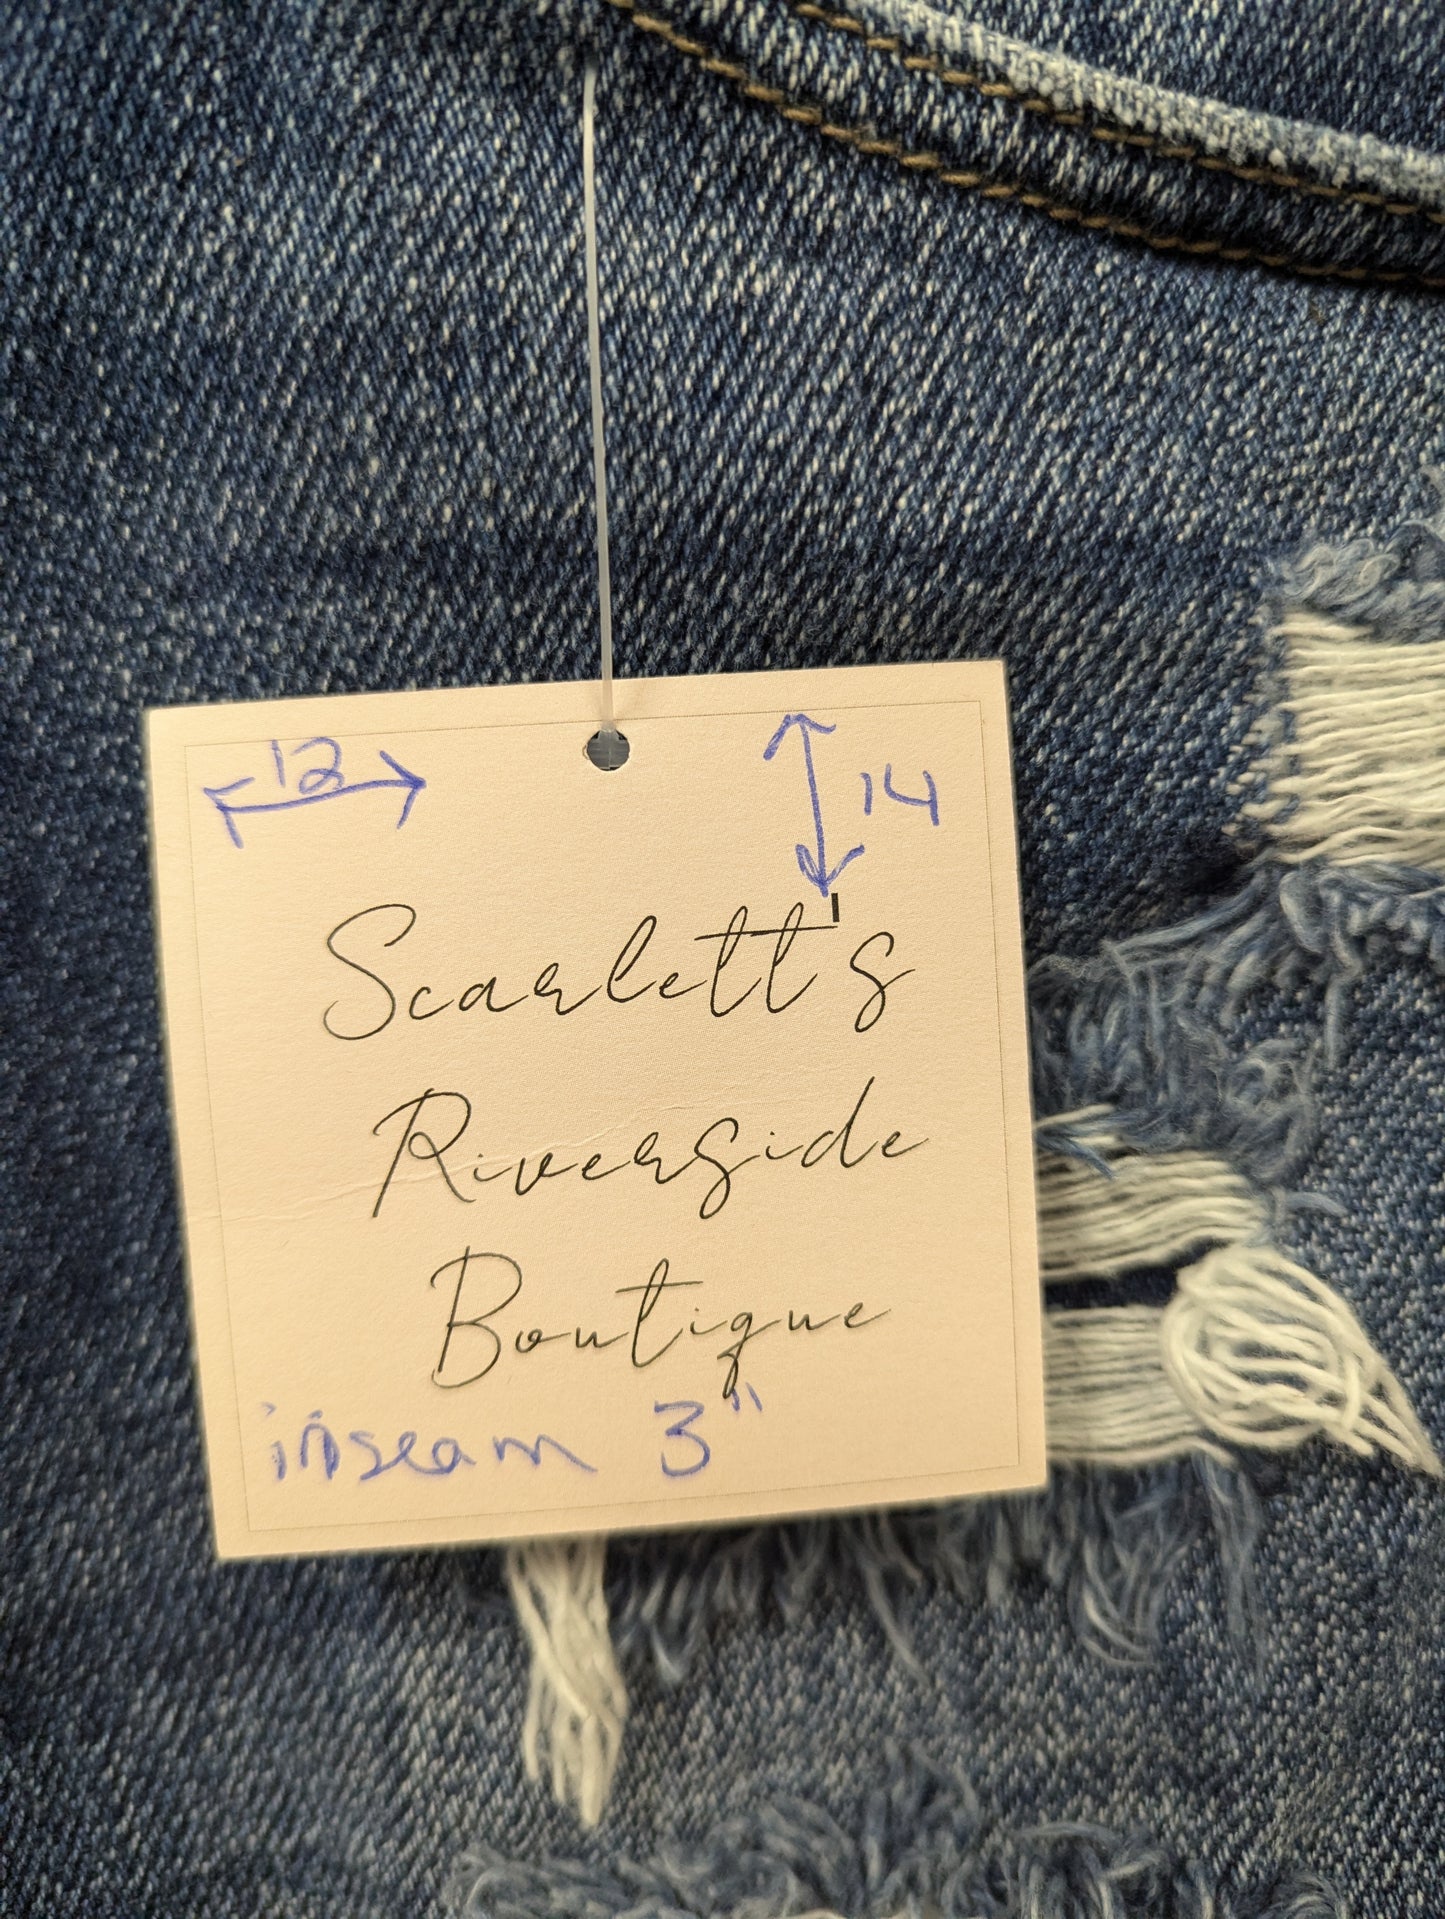 12
14
Scarlett's
Riverside
Boutique
inseam 3"